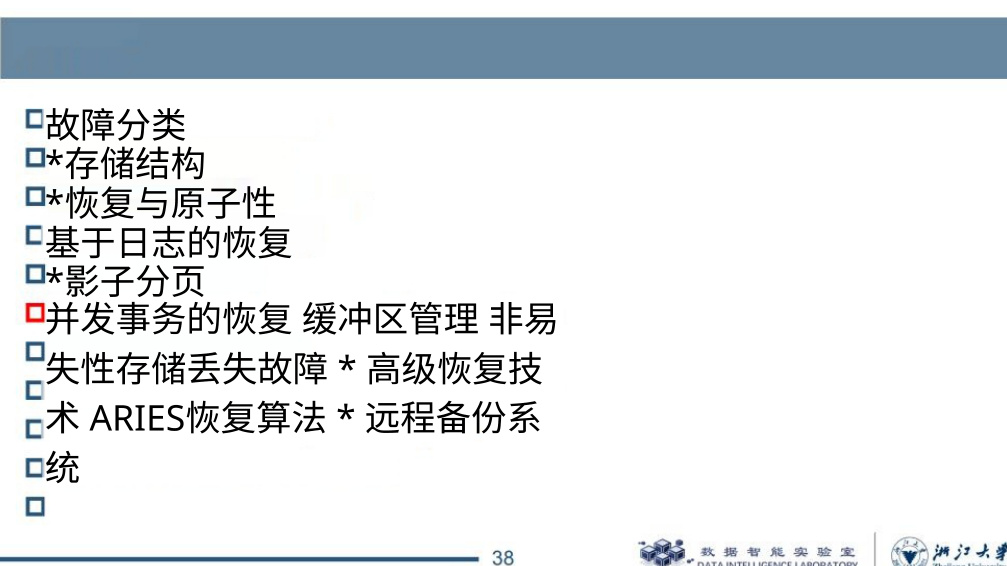 故障分类
*存储结构
*恢复与原子性
基于日志的恢复
*影子分页
并发事务的恢复 缓冲区管理 非易
失性存储丢失故障 * 高级恢复技
术 ARIES恢复算法 * 远程备份系
统
38
数据智能实验室
DATA INTELLIGENCE LABORATORY
浙江大学